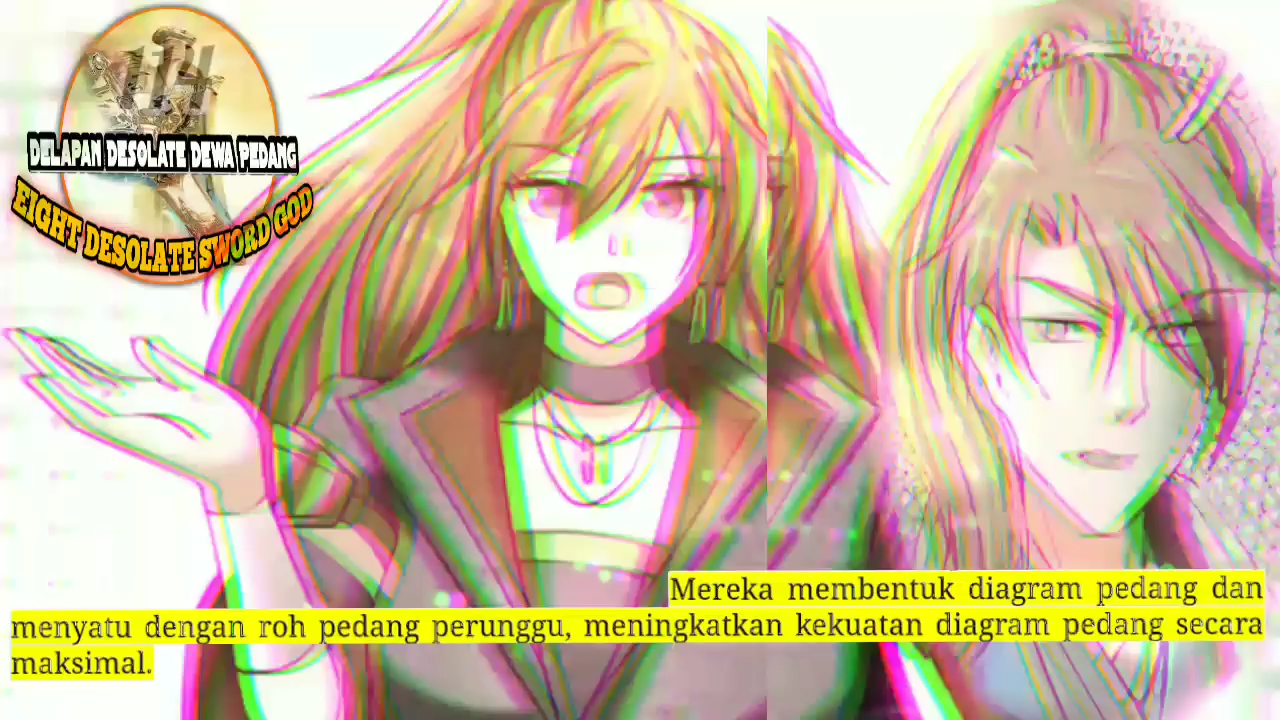 DELAPAN DESOLATE DEWA PEDANG
EIGHT DESOLATE SWORD GOD
Mereka membentuk diagram pedang dan
menyatu dengan roh pedang perunggu, meningkatkan kekuatan diagram pedang secara
maksimal.